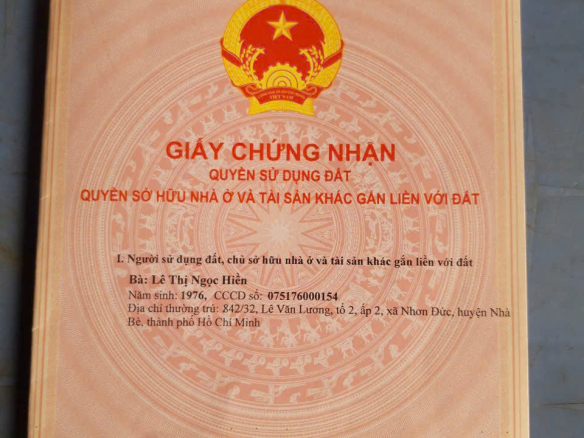 GIẤY CHỨNG NHẬN
QUYỀN SỬ DỤNG ĐẤT
QUYỀN SỞ HỮU NHÀ Ở VÀ TÀI SẢN KHÁC GẮN LIỀN VỚI ĐẤT
I. Người sử dụng đất, chủ sở hữu nhà ở và tài sản khác gắn liền với đất
Bà: Lê Thị Ngọc Hiền
Năm sinh: 1976, CCCD số: 075176000154
Địa chỉ thường trú: 842/32, Lê Văn Lương, tổ 2, ấp 2, xã Nhơn Đức, huyện Nhà
Bè, thành phố Hồ Chí Minh